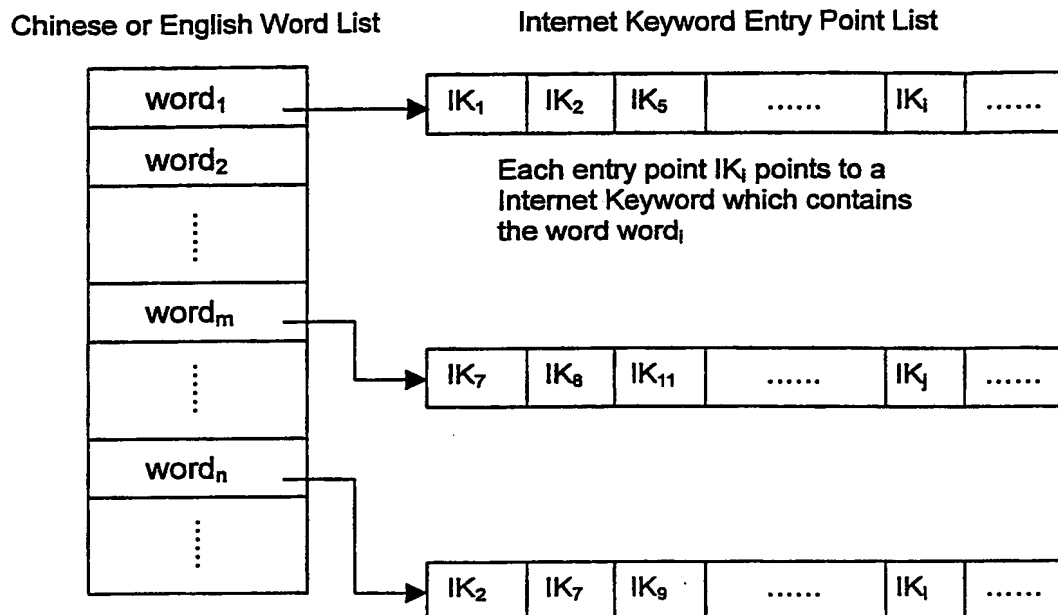 Chinese or English Word List
Internet Keyword Entry Point List
word₁
IK₁ IK₂ IK₅ ...... IKᵢ ......
word₂
Each entry point IKᵢ points to a
Internet Keyword which contains
the word wordᵢ
wordₘ
IK₇ IK₈ IK₁₁ ...... IKⱼ ......
wordₙ
IK₂ IK₇ IK₉ ...... IKₗ ......